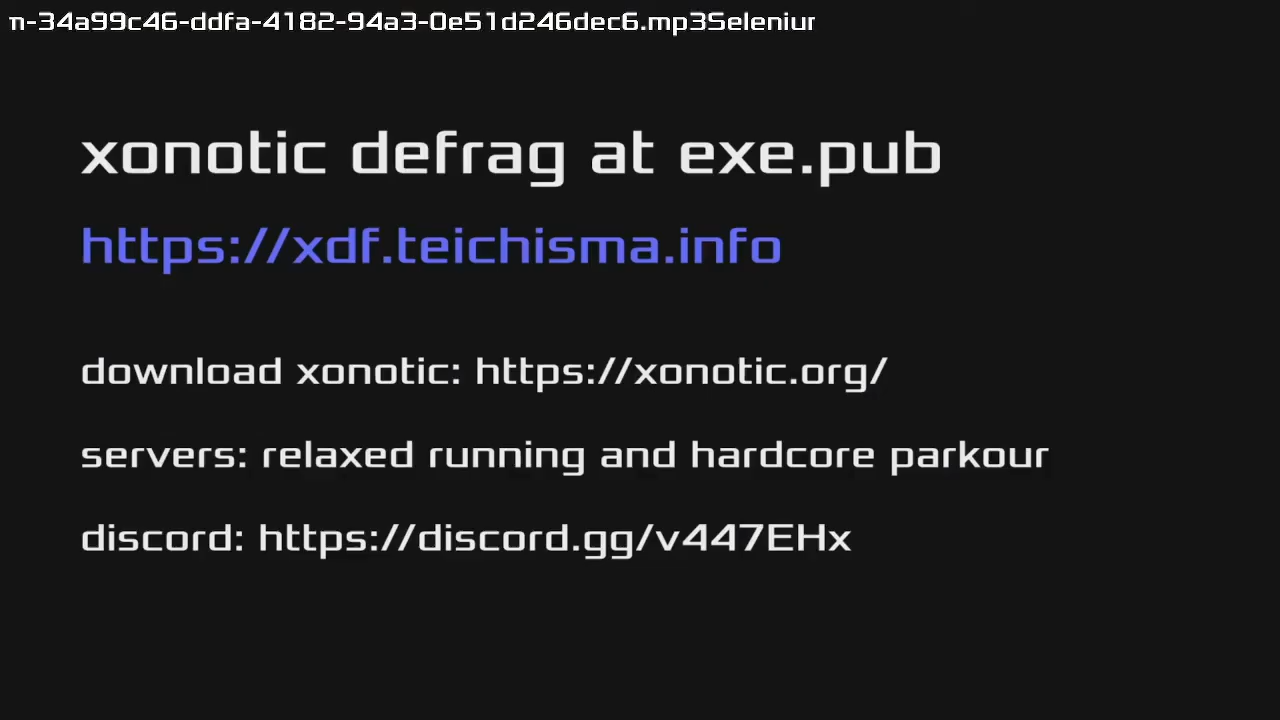 n-34a99c46-ddfa-4182-94a3-0e51d246dec6.mp3Seleniur
xonotic defrag at exe.pub
https://xdf.teichisma.info
download xonotic: https://xonotic.org/
servers: relaxed running and hardcore parkour
discord: https://discord.gg/v447EHx